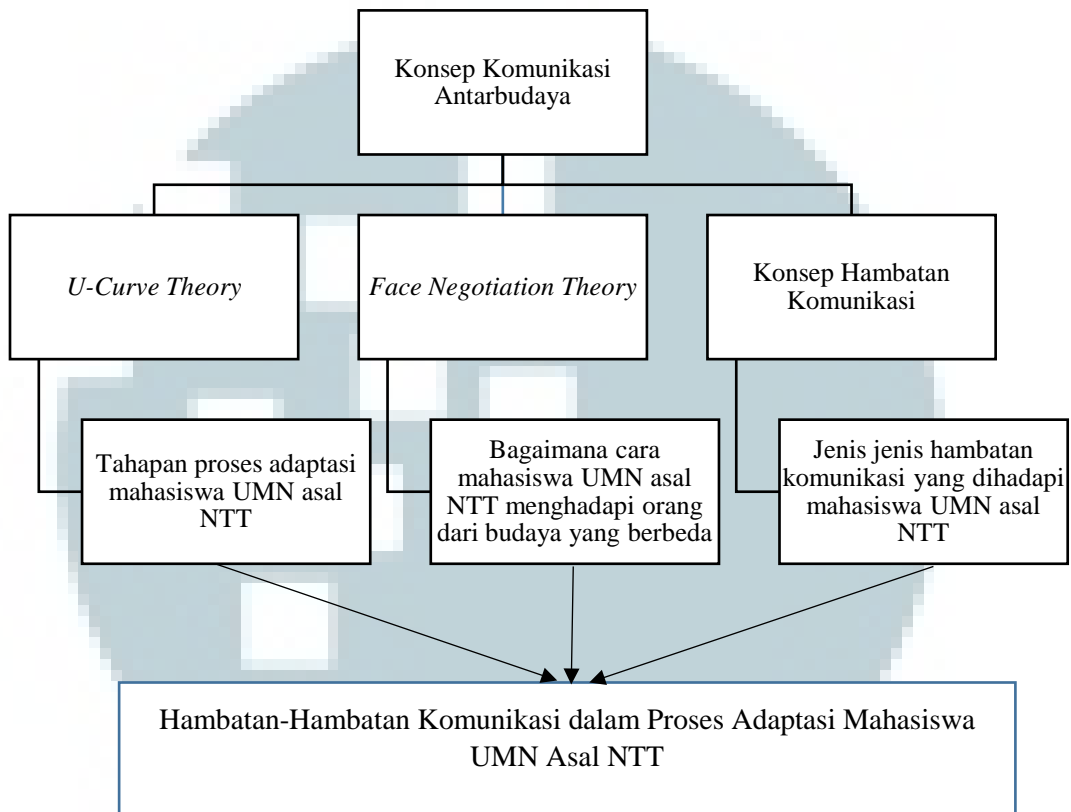 Konsep Komunikasi
Antarbudaya
U-Curve Theory
Face Negotiation Theory
Konsep Hambatan
Komunikasi
Tahapan proses adaptasi
mahasiswa UMN asal
NTT
Bagaimana cara
mahasiswa UMN asal
NTT menghadapi orang
dari budaya yang berbeda
Jenis jenis hambatan
komunikasi yang dihadapi
mahasiswa UMN asal
NTT
Hambatan-Hambatan Komunikasi dalam Proses Adaptasi Mahasiswa
UMN Asal NTT